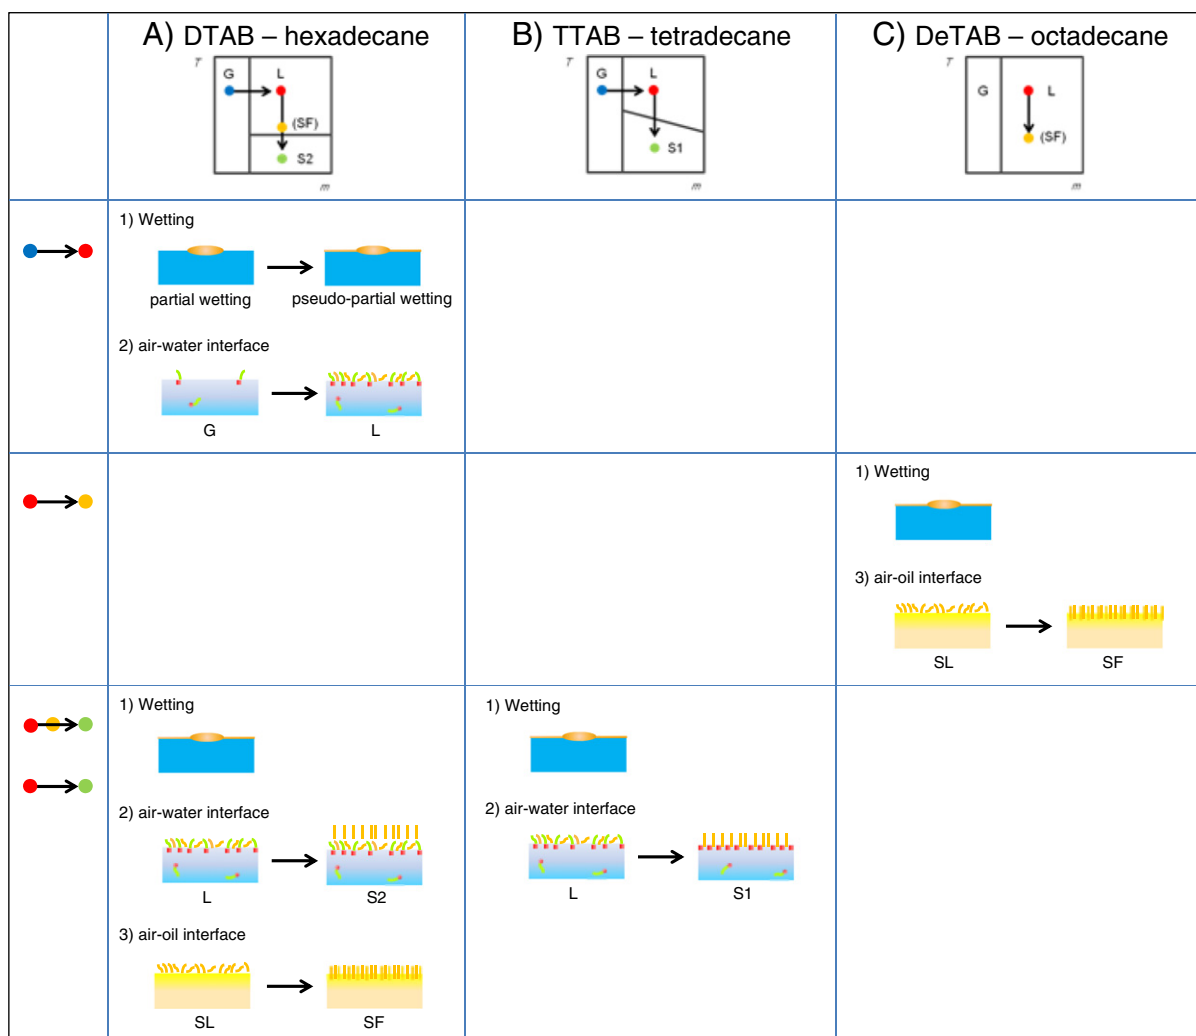 A) DTAB – hexadecane
B) TTAB – tetradecane
C) DeTAB – octadecane
T
G
L
(SF)
S2
m
T
G
L
S1
m
T
G
L
(SF)
m
1) Wetting
partial wetting
pseudo-partial wetting
2) air-water interface
G
L
1) Wetting
3) air-oil interface
SL
SF
1) Wetting
2) air-water interface
L
S2
3) air-oil interface
SL
SF
1) Wetting
2) air-water interface
L
S1